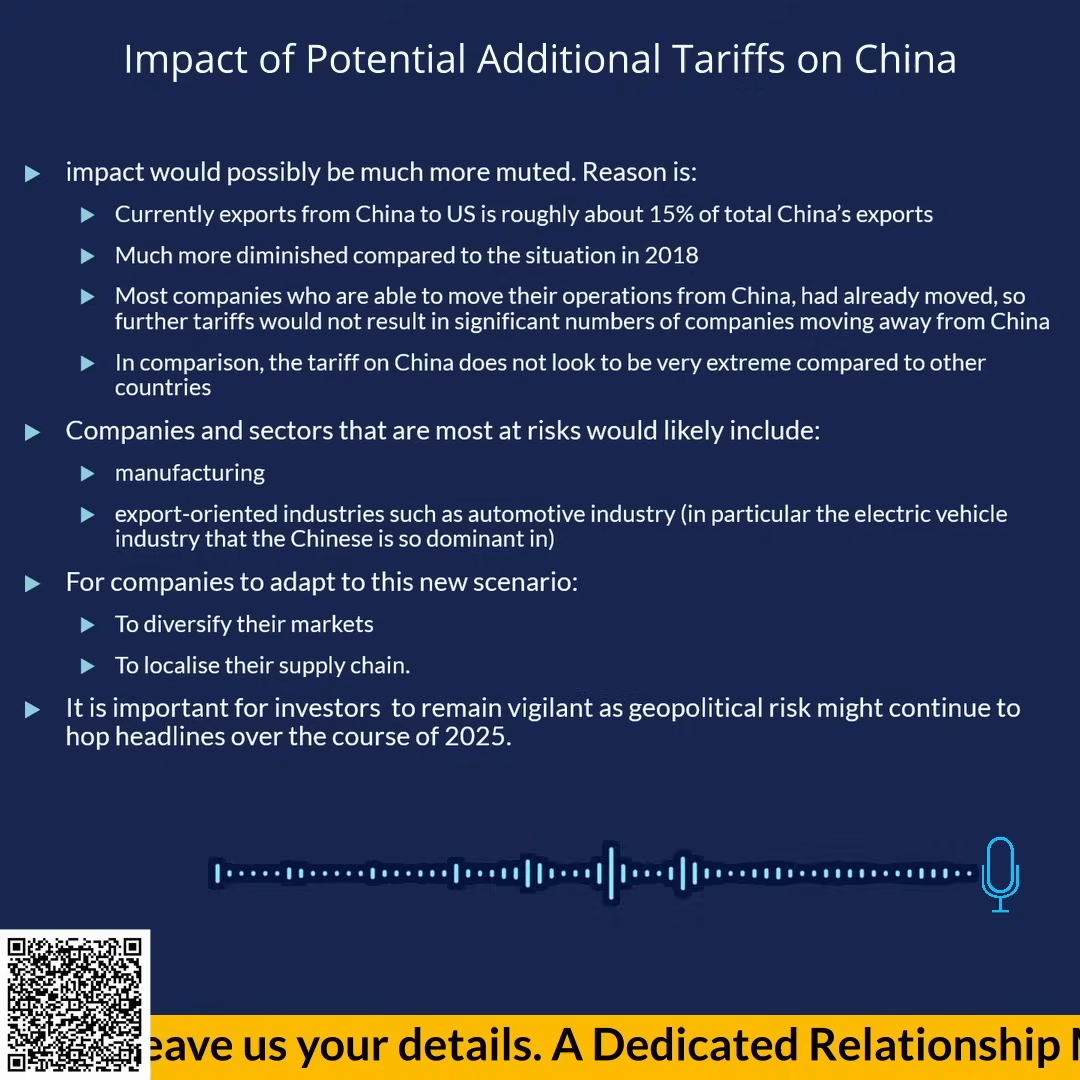 Impact of Potential Additional Tariffs on China
impact would possibly be much more muted. Reason is:
Currently exports from China to US is roughly about 15% of total China's exports
Much more diminished compared to the situation in 2018
Most companies who are able to move their operations from China, had already moved, so
further tariffs would not result in significant numbers of companies moving away from China
In comparison, the tariff on China does not look to be very extreme compared to other
countries
Companies and sectors that are most at risks would likely include:
manufacturing
export-oriented industries such as automotive industry (in particular the electric vehicle
industry that the Chinese is so dominant in)
For companies to adapt to this new scenario:
To diversify their markets
To localise their supply chain.
It is important for investors  to remain vigilant as geopolitical risk might continue to
hop headlines over the course of 2025.
eave us your details. A Dedicated Relationship